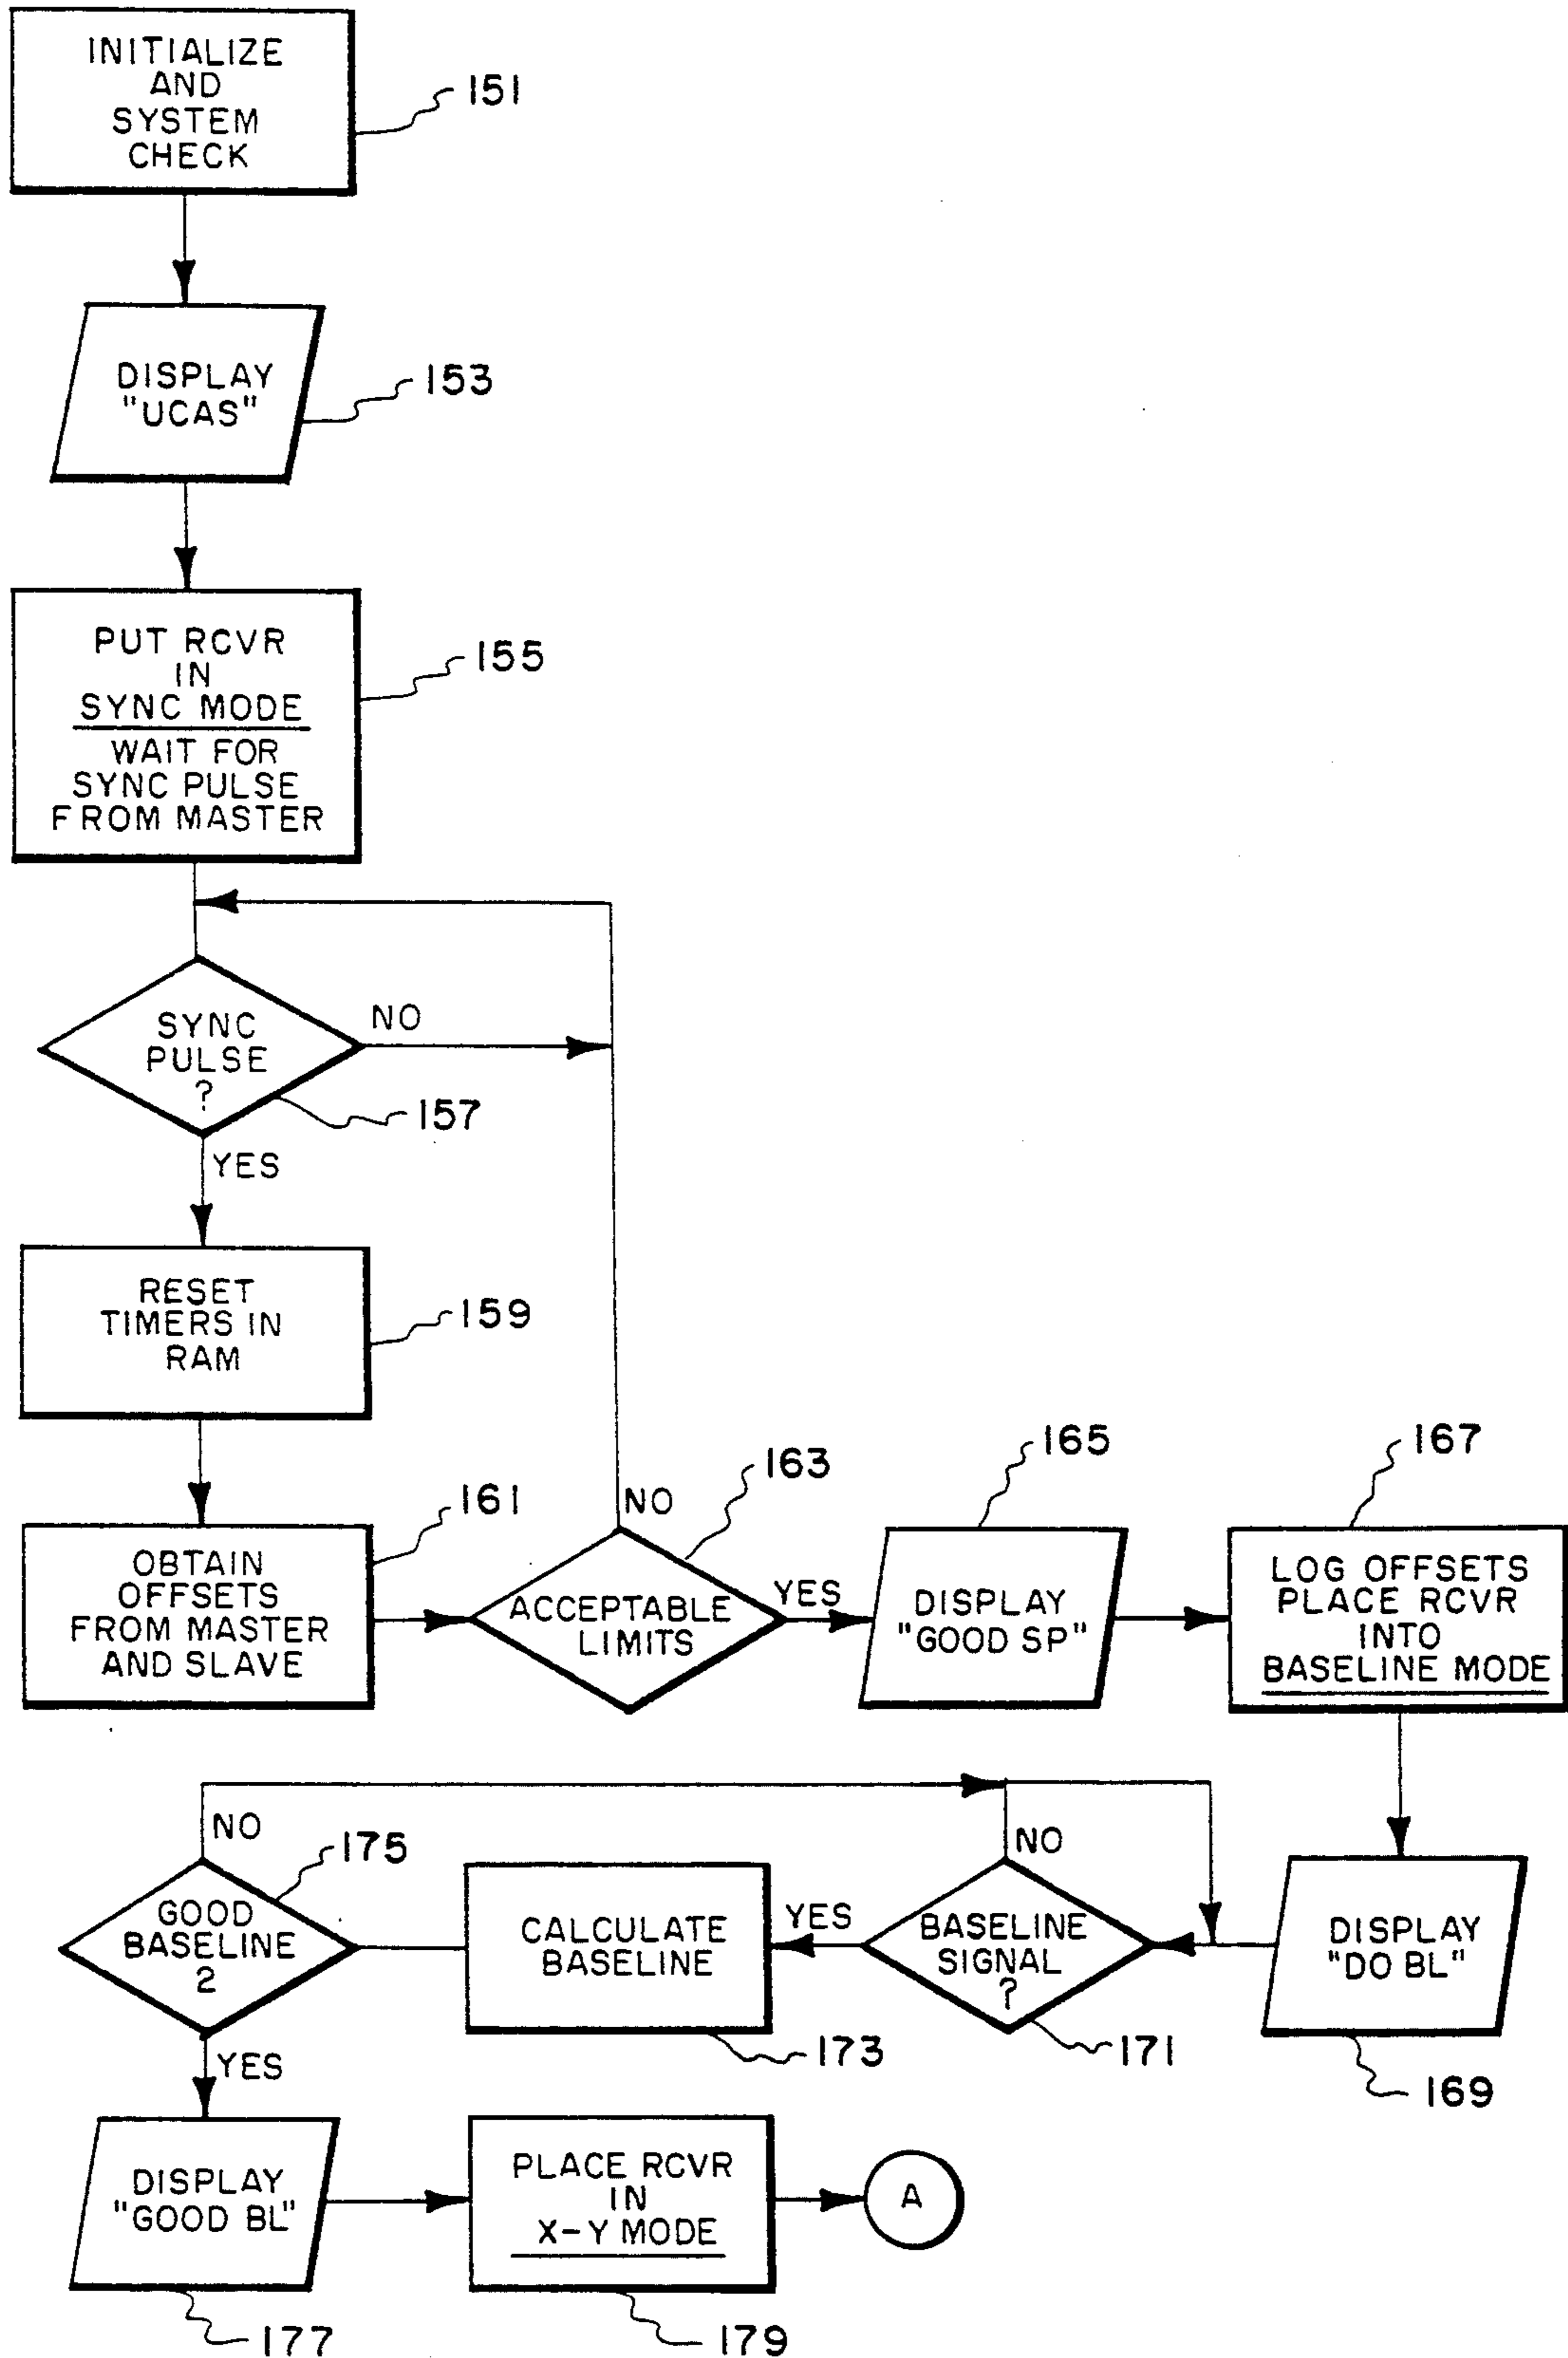 INITIALIZE
AND
SYSTEM
CHECK
151
DISPLAY
"UCAS"
153
PUT RCVR
IN
SYNC MODE
WAIT FOR
SYNC PULSE
FROM MASTER
155
SYNC
PULSE
?
NO
157
YES
RESET
TIMERS IN
RAM
159
OBTAIN
OFFSETS
FROM MASTER
AND SLAVE
161
NO
163
ACCEPTABLE
LIMITS
YES
165
DISPLAY
"GOOD SP"
167
LOG OFFSETS
PLACE RCVR
INTO
BASELINE MODE
DISPLAY
"DO BL"
169
NO
BASELINE
SIGNAL
?
171
YES
CALCULATE
BASELINE
173
NO
175
GOOD
BASELINE
2
YES
DISPLAY
"GOOD BL"
177
PLACE RCVR
IN
X-Y MODE
179
A